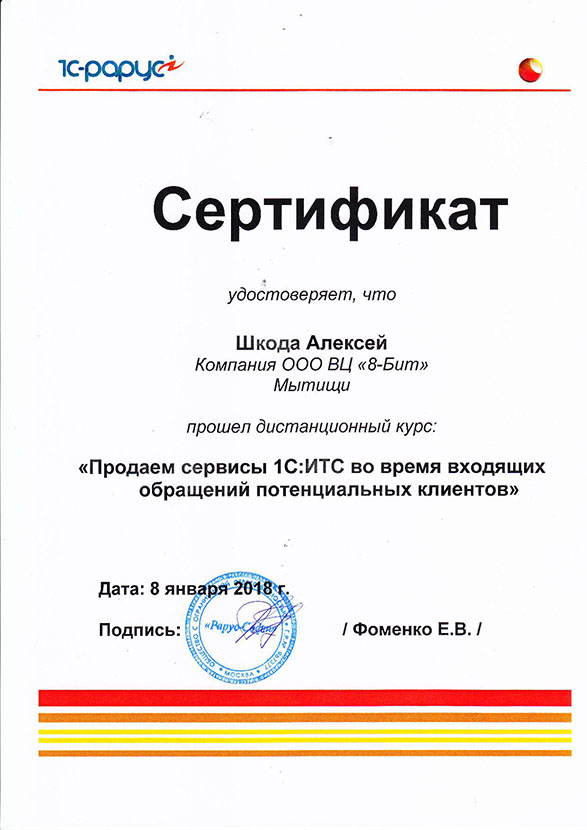 1С-рарус
Сертификат
удостоверяет, что
Шкода Алексей
Компания ООО ВЦ «8-Бит»
Мытищи
прошел дистанционный курс:
«Продаем сервисы 1С:ИТС во время входящих
обращений потенциальных клиентов»
Дата: 8 января 2018 г.
Подпись:
/ Фоменко Е.В. /
МОСКВА